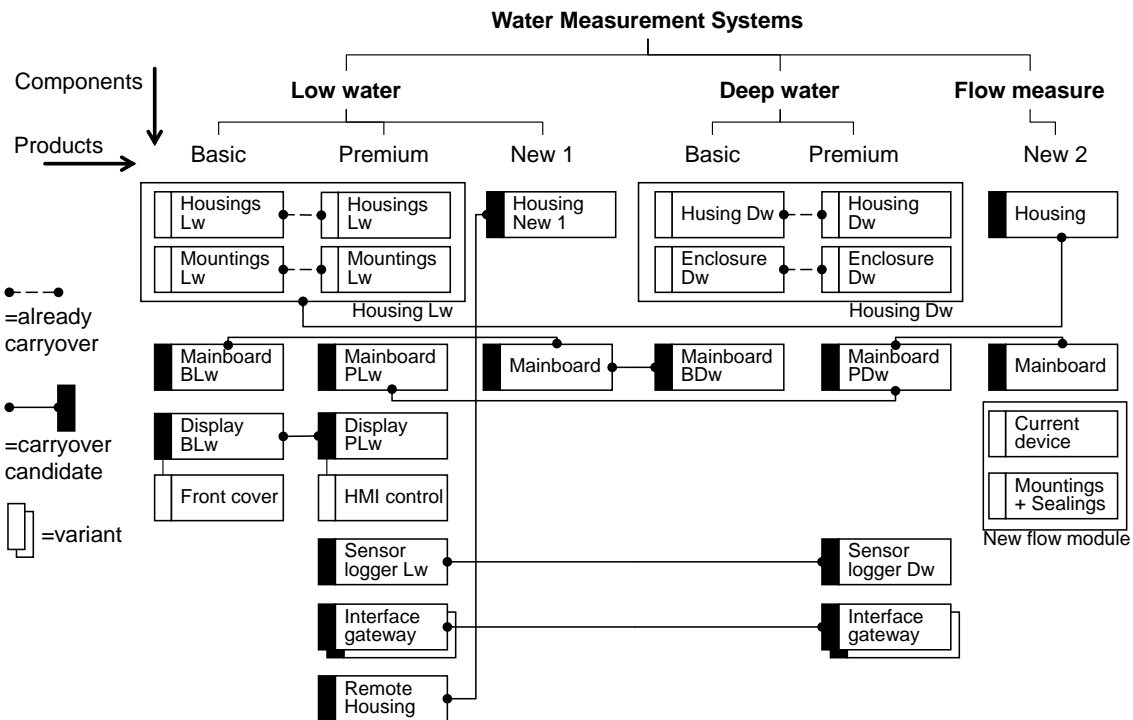 Water Measurement Systems
Components
Low water
Deep water
Flow measure
Products
Basic
Premium
New 1
Basic
Premium
New 2
Housings
Lw
Housings
Lw
Housing
New 1
Husing Dw
Housing
Dw
Housing
Mountings
Lw
Mountings
Lw
Enclosure
Dw
Enclosure
Dw
Housing Lw
Housing Dw
=already
carryover
Mainboard
BLw
Mainboard
PLw
Mainboard
Mainboard
BDw
Mainboard
PDw
Mainboard
=carryover
candidate
Display
BLw
Display
PLw
Current
device
Front cover
HMI control
Mountings
+ Sealings
New flow module
=variant
Sensor
logger Lw
Sensor
logger Dw
Interface
gateway
Interface
gateway
Remote
Housing